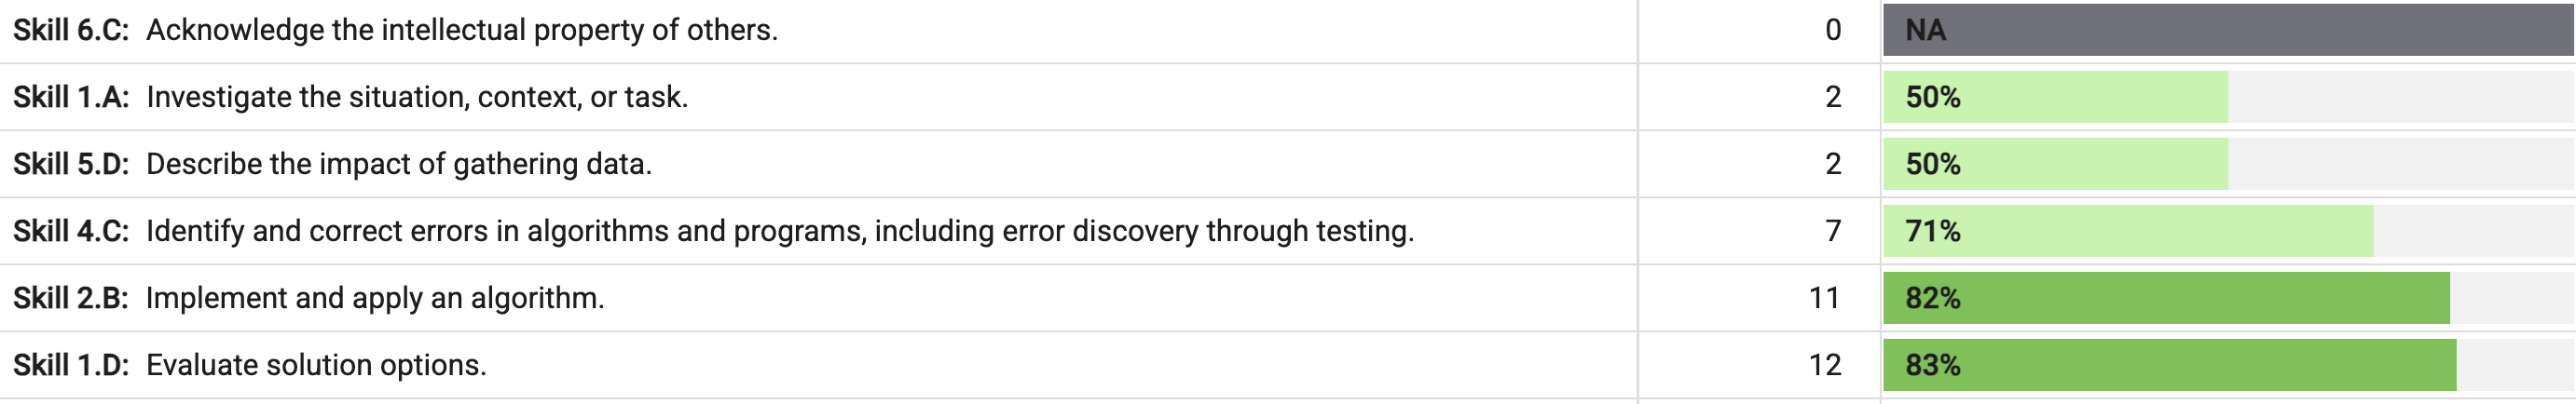 Skill 6.C: Acknowledge the intellectual property of others. 0 NA
Skill 1.A: Investigate the situation, context, or task. 2 50%
Skill 5.D: Describe the impact of gathering data. 2 50%
Skill 4.C: Identify and correct errors in algorithms and programs, including error discovery through testing. 7 71%
Skill 2.B: Implement and apply an algorithm. 11 82%
Skill 1.D: Evaluate solution options. 12 83%